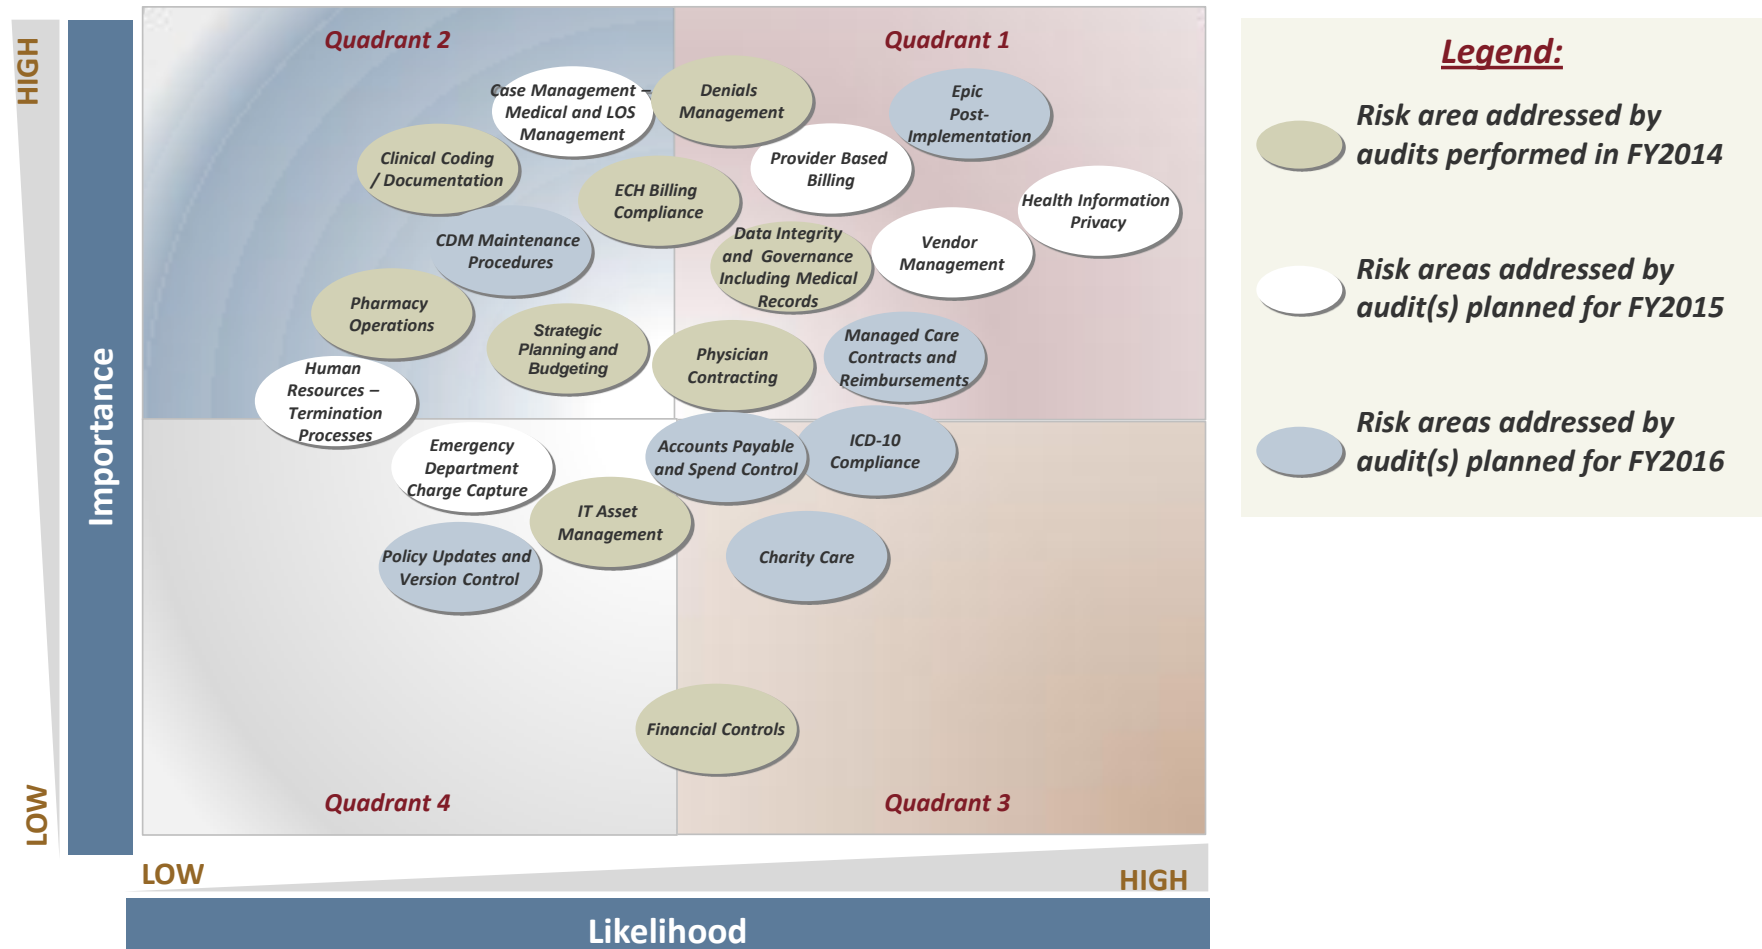 HIGH
Importance
LOW
Quadrant 2
Quadrant 1
Case Management –
Medical and LOS
Management
Denials
Management
Epic
Post-
Implementation
Clinical Coding
/ Documentation
Provider Based
Billing
ECH Billing
Compliance
Health Information
Privacy
CDM Maintenance
Procedures
Data Integrity
and Governance
Including Medical
Records
Vendor
Management
Pharmacy
Operations
Strategic
Planning and
Budgeting
Physician
Contracting
Managed Care
Contracts and
Reimbursements
Human
Resources –
Termination
Processes
Emergency
Department
Charge Capture
Accounts Payable
and Spend Control
ICD-10
Compliance
IT Asset
Management
Policy Updates and
Version Control
Charity Care
Financial Controls
Quadrant 4
Quadrant 3
LOW
HIGH
Likelihood
Legend:
Risk area addressed by
audits performed in FY2014
Risk areas addressed by
audit(s) planned for FY2015
Risk areas addressed by
audit(s) planned for FY2016